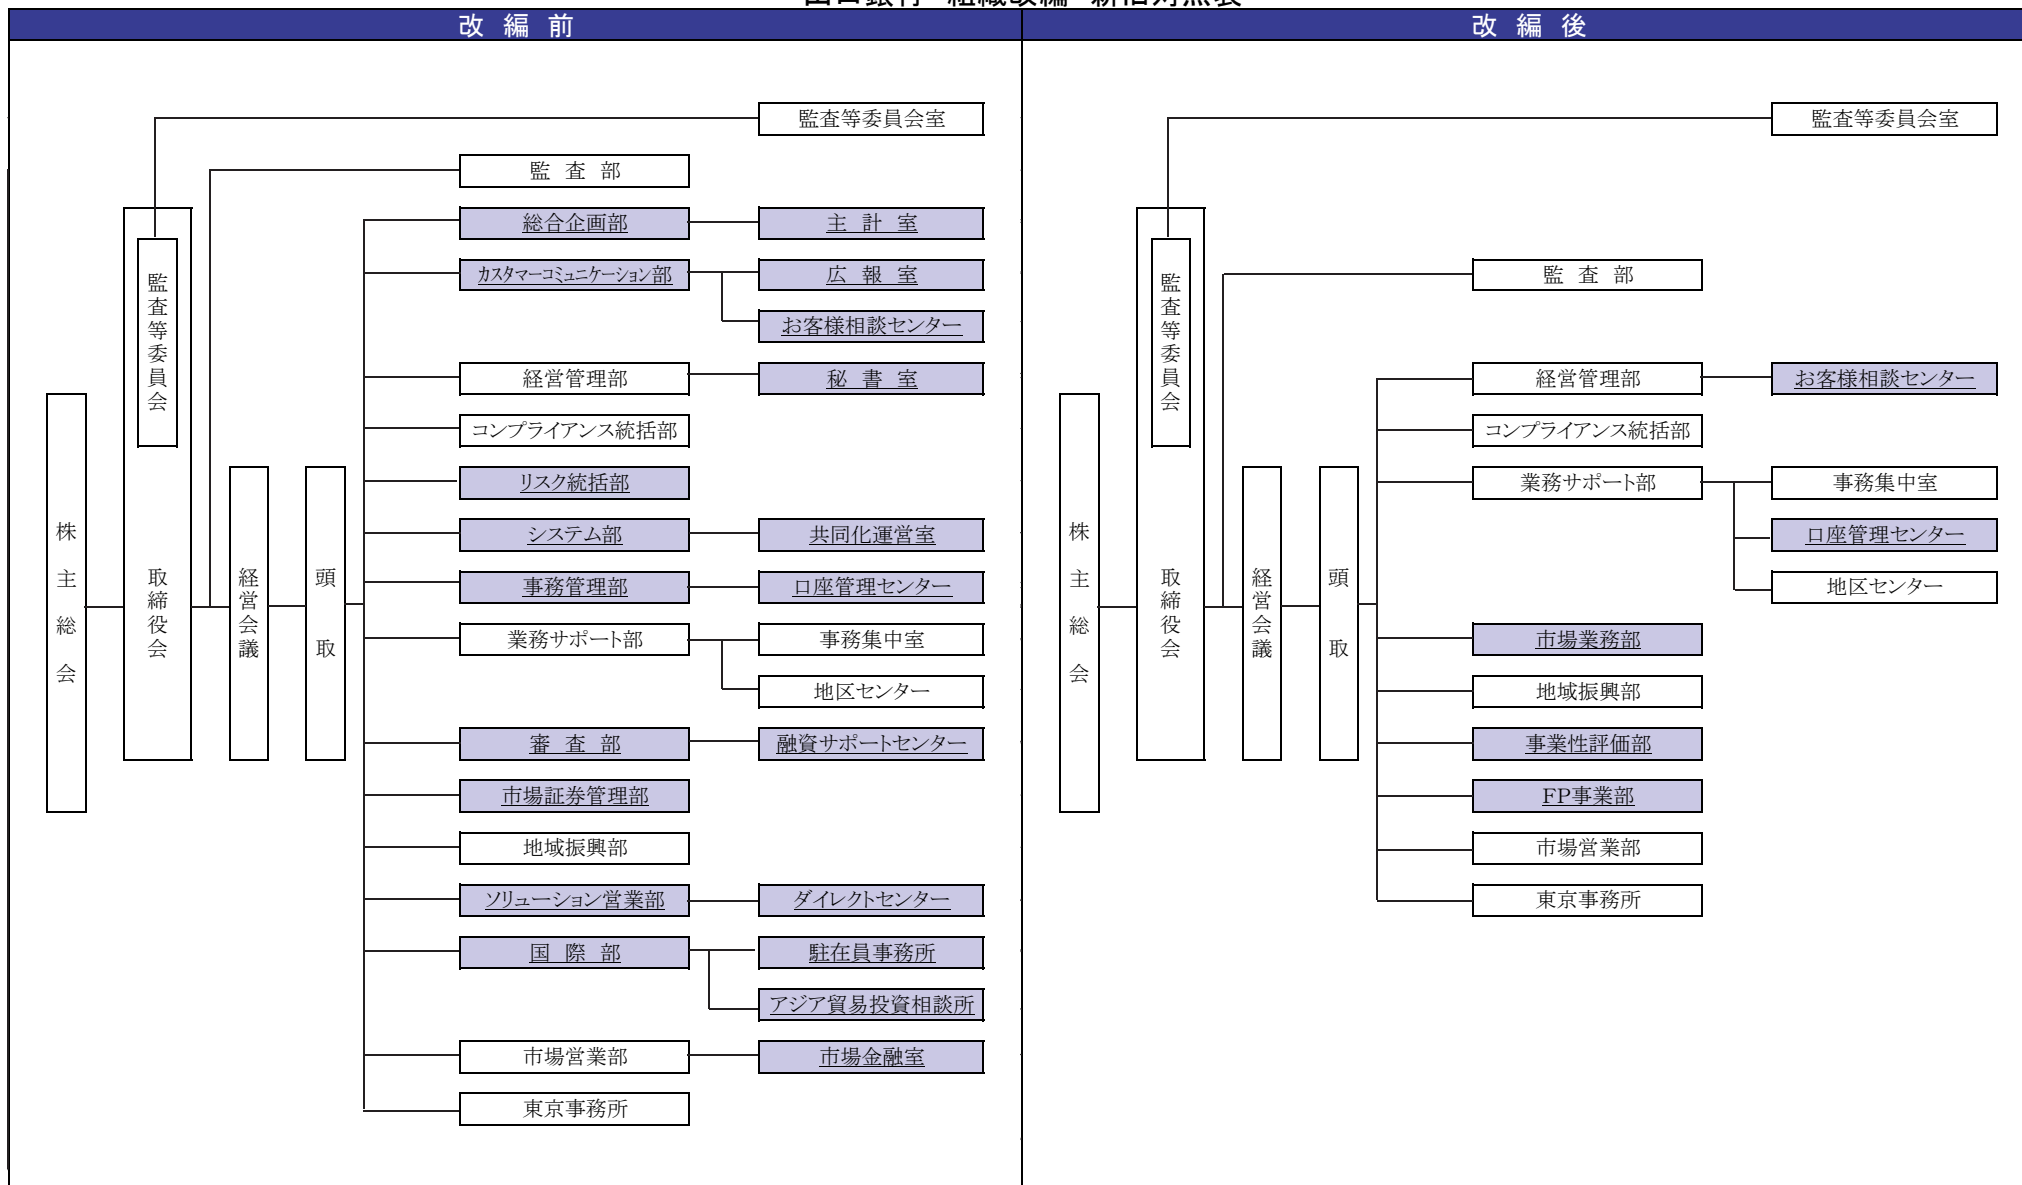 改編前
監査等委員会室
監査部
総合企画部
主計室
カスタマーコミュニケーション部
広報室
お客様相談センター
経営管理部
秘書室
コンプライアンス統括部
リスク統括部
システム部
共同化運営室
事務管理部
口座管理センター
業務サポート部
事務集中室
地区センター
審査部
融資サポートセンター
市場証券管理部
地域振興部
ソリューション営業部
ダイレクトセンター
国際部
駐在員事務所
アジア貿易投資相談所
市場営業部
市場金融室
東京事務所
株主総会
取締役会
監査等委員会
経営会議
頭取
改編後
監査等委員会室
監査部
経営管理部
お客様相談センター
コンプライアンス統括部
業務サポート部
事務集中室
口座管理センター
地区センター
市場業務部
地域振興部
事業性評価部
FP事業部
市場営業部
東京事務所
株主総会
取締役会
監査等委員会
経営会議
頭取